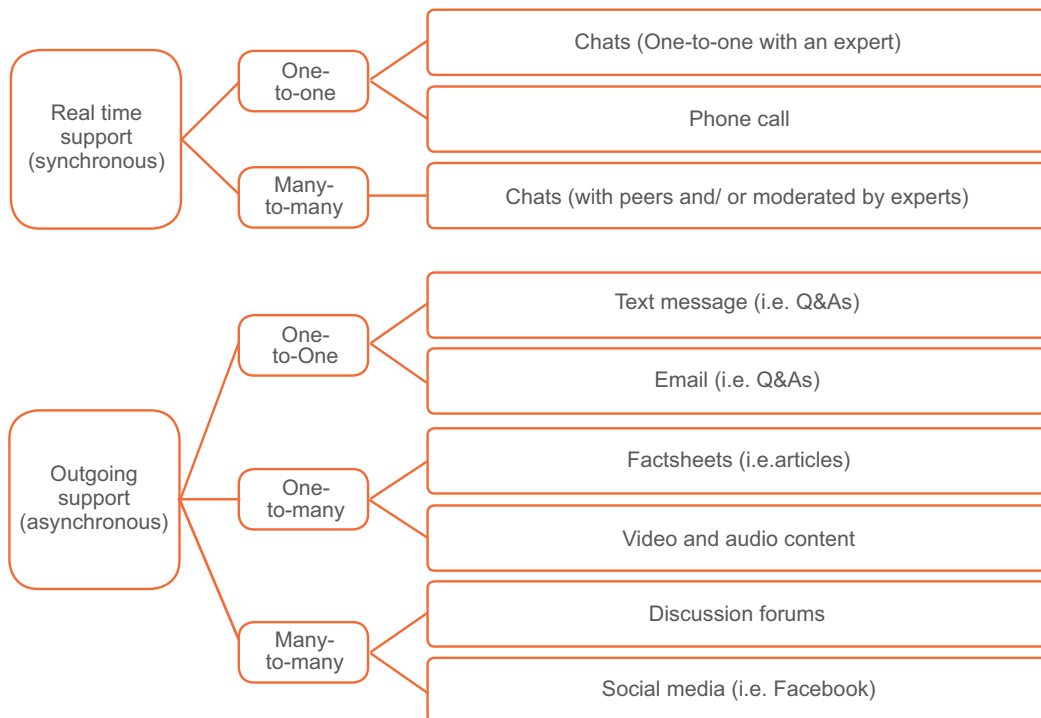 Real time
support
(synchronous)
One-
to-one
Chats (One-to-one with an expert)
Phone call
Many-
to-many
Chats (with peers and/ or moderated by experts)
Outgoing
support
(asynchronous)
One-
to-One
Text message (i.e. Q&As)
Email (i.e. Q&As)
One-
to-many
Factsheets (i.e.articles)
Video and audio content
Many-
to-many
Discussion forums
Social media (i.e. Facebook)